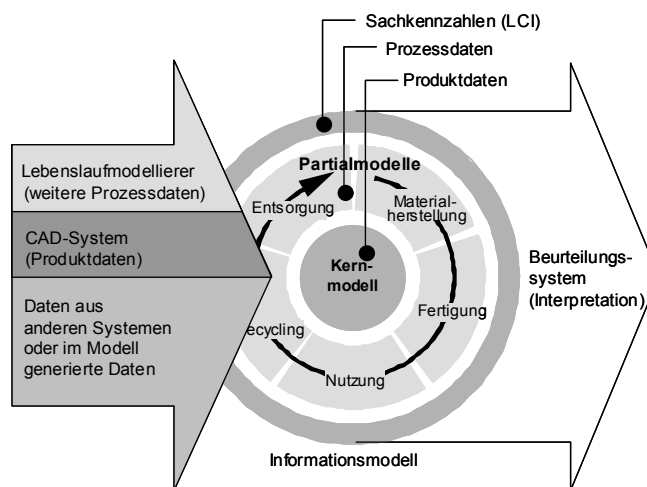 Sachkennzahlen (LCI)
Prozessdaten
Produktdaten
Partialmodelle
Lebenslaufmodellierer
(weitere Prozessdaten)
Entsorgung
Material-
herstellung
CAD-System
(Produktdaten)
Kern-
modell
Beurteilungs-
system
(Interpretation)
Daten aus
anderen Systemen
oder im Modell
generierte Daten
Fertigung
ecycling
Nutzung
Informationsmodell